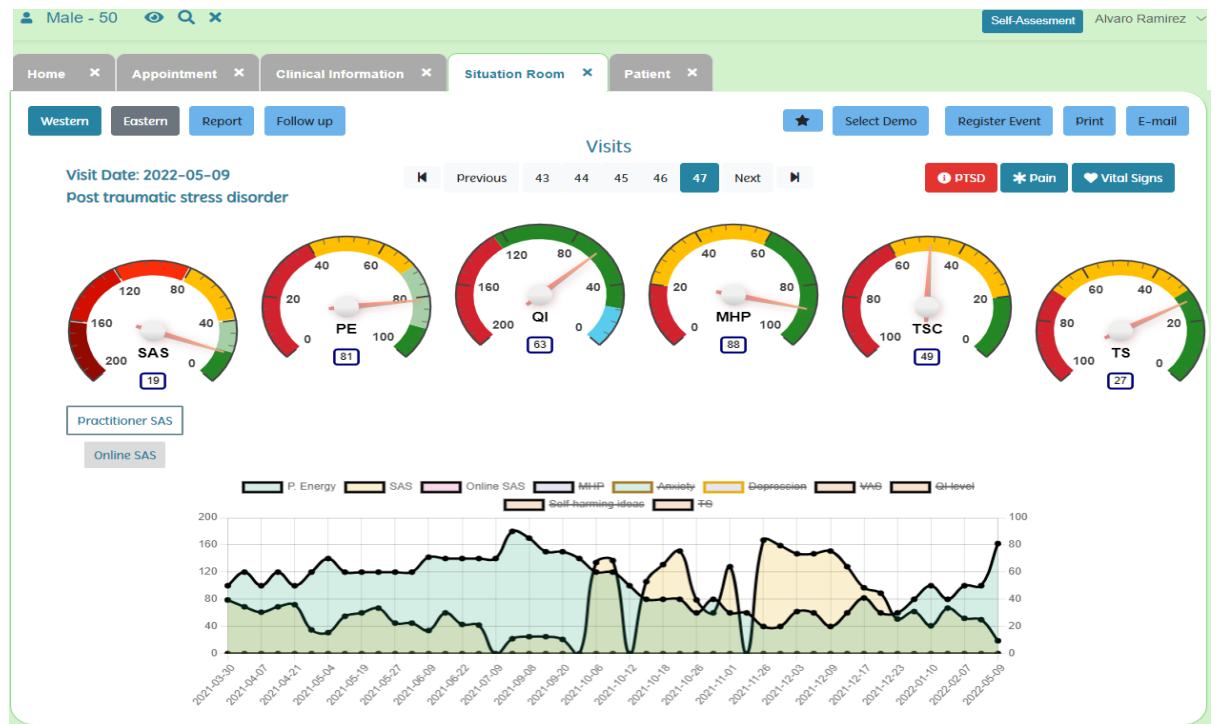 Male - 50
Self-Assesment Alvaro Ramirez
Home Appointment Clinical Information Situation Room Patient
Western Eastern Report Follow up Select Demo Register Event Print E-mail
Visits
Visit Date: 2022-05-09
Post traumatic stress disorder
Previous 43 44 45 46 47 Next
PTSD Pain Vital Signs
200 160 120 80 40 0
SAS
19
0 20 40 60 80 100
PE
81
200 160 120 80 40 0
QI
63
0 20 40 60 80 100
MHP
88
100 80 60 40 20 0
TSC
49
100 80 60 40 20 0
TS
27
Practitioner SAS
Online SAS
P. Energy SAS Online SAS MHP Anxiety Depression VAS QI level
Self-harming ideas TS
200 100
160 80
120 60
80 40
40 20
0 0
2021-03-30 2021-04-07 2021-04-21 2021-05-04 2021-05-19 2021-05-27 2021-06-09 2021-06-22 2021-07-09 2021-09-08 2021-09-20 2021-10-06 2021-10-12 2021-10-18 2021-10-26 2021-11-01 2021-11-26 2021-12-03 2021-12-09 2021-12-17 2021-12-23 2022-01-10 2022-02-07 2022-05-09